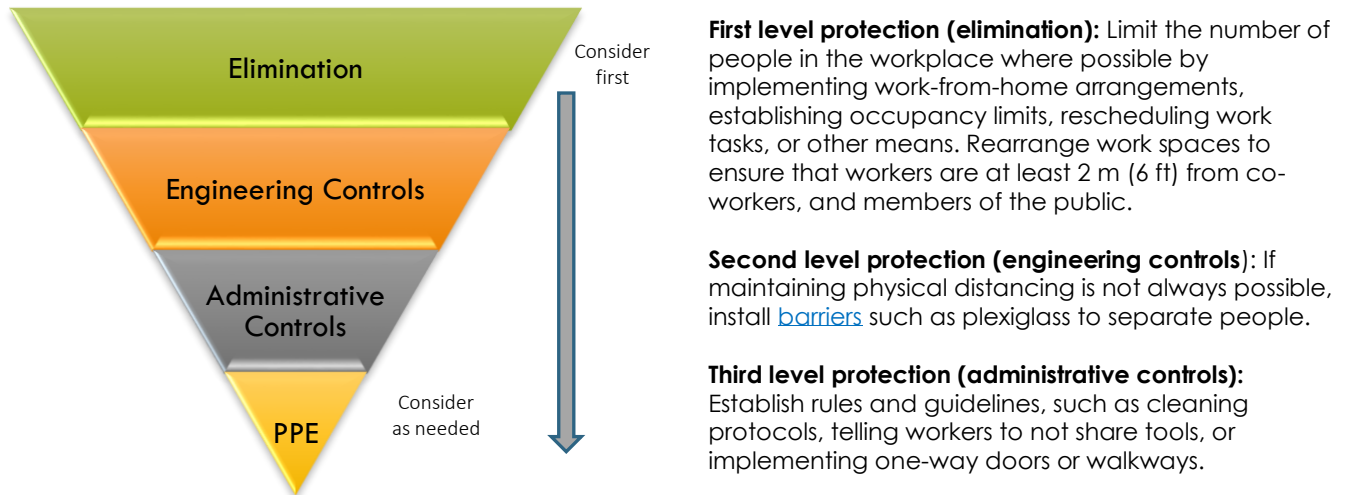 Elimination
Consider
first
Engineering Controls
Administrative
Controls
PPE
Consider
as needed
First level protection (elimination): Limit the number of
people in the workplace where possible by
implementing work-from-home arrangements,
establishing occupancy limits, rescheduling work
tasks, or other means. Rearrange work spaces to
ensure that workers are at least 2 m (6 ft) from co-
workers, and members of the public.
Second level protection (engineering controls): If
maintaining physical distancing is not always possible,
install barriers such as plexiglass to separate people.
Third level protection (administrative controls):
Establish rules and guidelines, such as cleaning
protocols, telling workers to not share tools, or
implementing one-way doors or walkways.